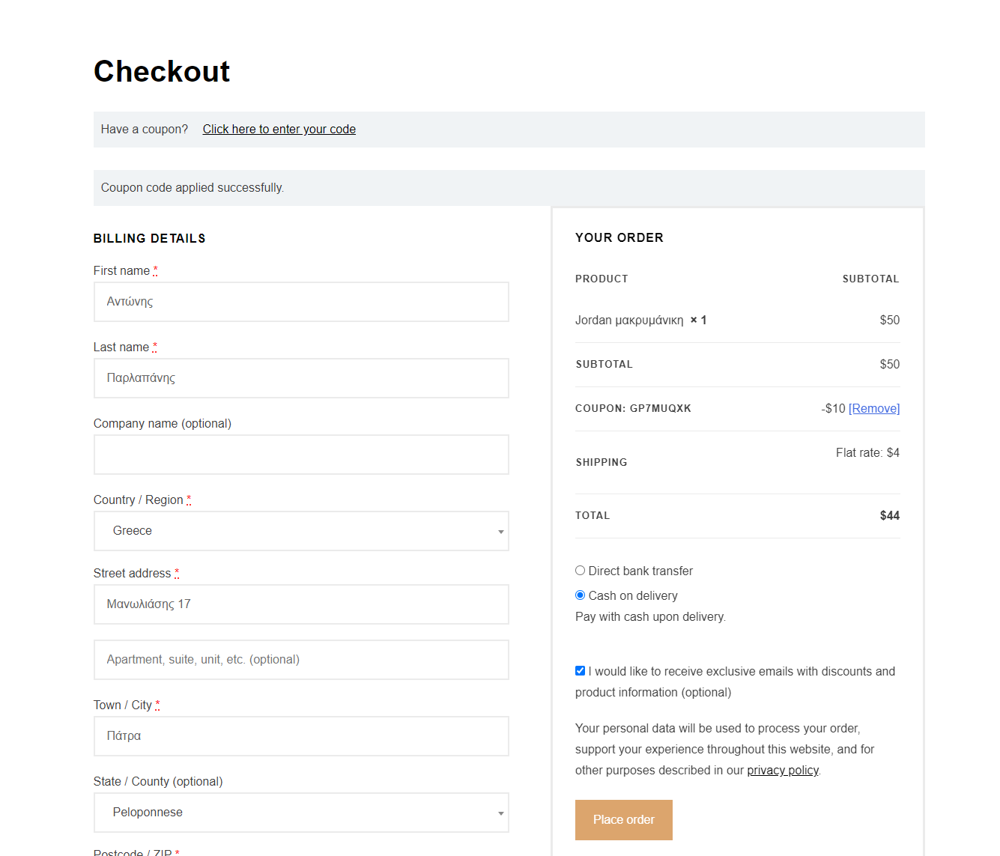 Checkout
Have a coupon? Click here to enter your code
Coupon code applied successfully.
BILLING DETAILS
First name *
Αντώνης
Last name *
Παρλαπάνης
Company name (optional)
Country / Region *
Greece
Street address *
Μανωλιάσης 17
Apartment, suite, unit, etc. (optional)
Town / City *
Πάτρα
State / County (optional)
Peloponnese
Postcode / ZIP *
YOUR ORDER
PRODUCT SUBTOTAL
Jordan μακρυμάνικη × 1 $50
SUBTOTAL $50
COUPON: GP7MUQXK -$10 [Remove]
SHIPPING Flat rate: $4
TOTAL $44
Direct bank transfer
Cash on delivery
Pay with cash upon delivery.
I would like to receive exclusive emails with discounts and
product information (optional)
Your personal data will be used to process your order,
support your experience throughout this website, and for
other purposes described in our privacy policy.
Place order